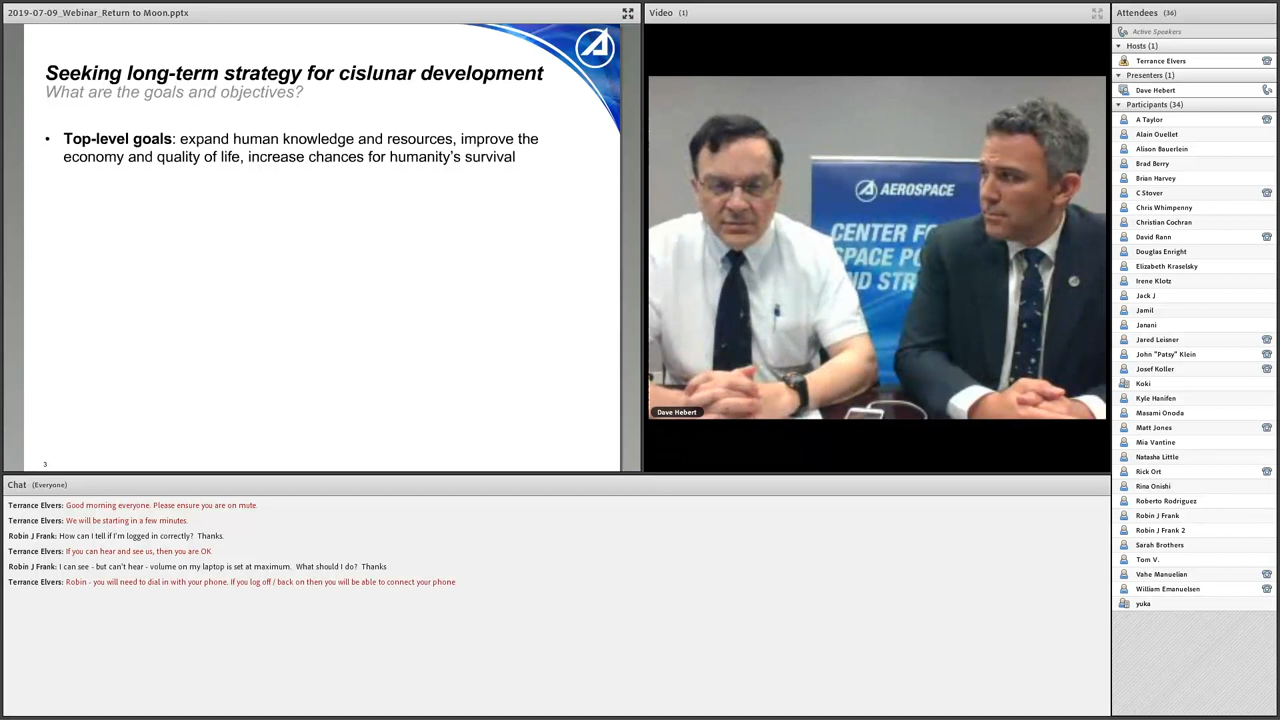 2019-07-09_Webinar_Return to Moon.pptx
Seeking long-term strategy for cislunar development
What are the goals and objectives?
• Top-level goals: expand human knowledge and resources, improve the
economy and quality of life, increase chances for humanity's survival
3
Video (1)
AEROSPACE
CENTER FO
SPACE PO
ND STR
Dave Hebert
Chat (Everyone)
Terrance Elvers: Good morning everyone. Please ensure you are on mute.
Terrance Elvers: We will be starting in a few minutes.
Robin J Frank: How can I tell if I'm logged in correctly? Thanks.
Terrance Elvers: If you can hear and see us, then you are OK
Robin J Frank: I can see - but can't hear - volume on my laptop is set at maximum. What should I do? Thanks
Terrance Elvers: Robin - you will need to dial in with your phone. If you log off / back on then you will be able to connect your phone
Attendees (36)
Active Speakers
Hosts (1)
Terrance Elvers
Presenters (1)
Dave Hebert
Participants (34)
A Taylor
Alain Ouellet
Alison Bauerlein
Brad Berry
Brian Harvey
C Stover
Chris Whimpenny
Christian Cochran
David Rann
Douglas Enright
Elizabeth Kraselsky
Irene Klotz
Jack J
Jamil
Janani
Jared Leisner
John "Patsy" Klein
Josef Koller
Koki
Kyle Hanifen
Masami Onoda
Matt Jones
Mia Vantine
Natasha Little
Rick Ort
Rina Onishi
Roberto Rodriguez
Robin J Frank
Robin J Frank 2
Sarah Brothers
Tom V.
Vahe Manuelian
William Emanuelsen
yuka